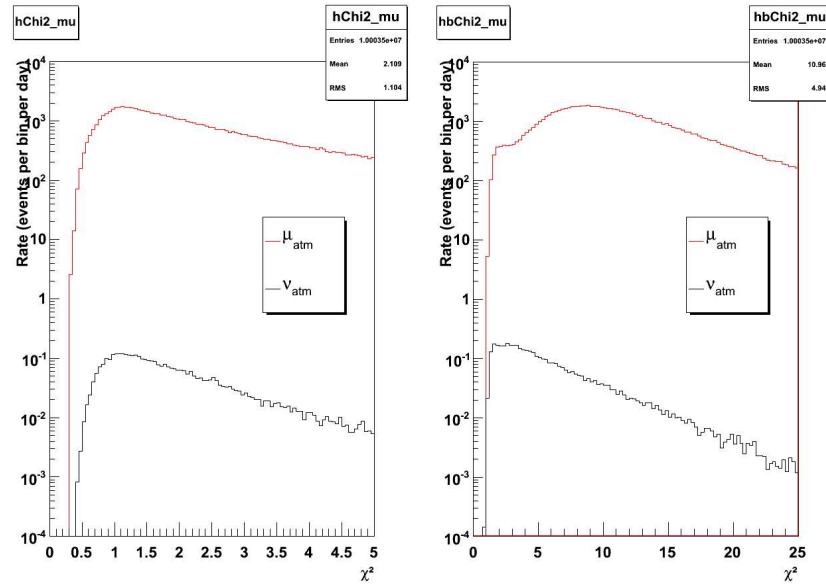 hChi2_mu
hChi2_mu
Entries 1.00035e+07
Mean 2.109
RMS 1.104
Rate (events per bin per day)
10⁴
10³
10²
10
1
10⁻¹
10⁻²
10⁻³
10⁻⁴
μatm
νatm
0 0.5 1 1.5 2 2.5 3 3.5 4 4.5 5
χ²
hbChi2_mu
hbChi2_mu
Entries 1.00035e+07
Mean 10.96
RMS 4.94
Rate (events per bin per day)
10⁴
10³
10²
10
1
10⁻¹
10⁻²
10⁻³
10⁻⁴
μatm
νatm
0 5 10 15 20 25
χ²